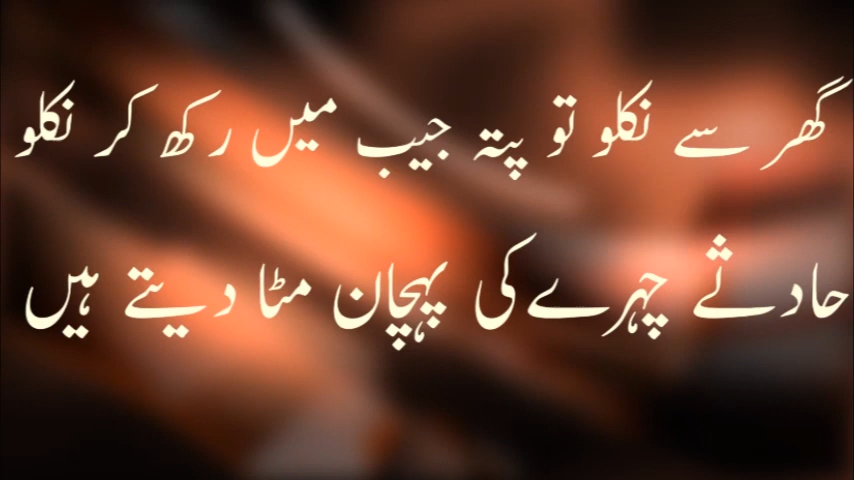 گھر سے نکلو تو پتہ جیب میں رکھ کر نکلو
حادثے چہرے کی پہچان مٹا دیتے ہیں